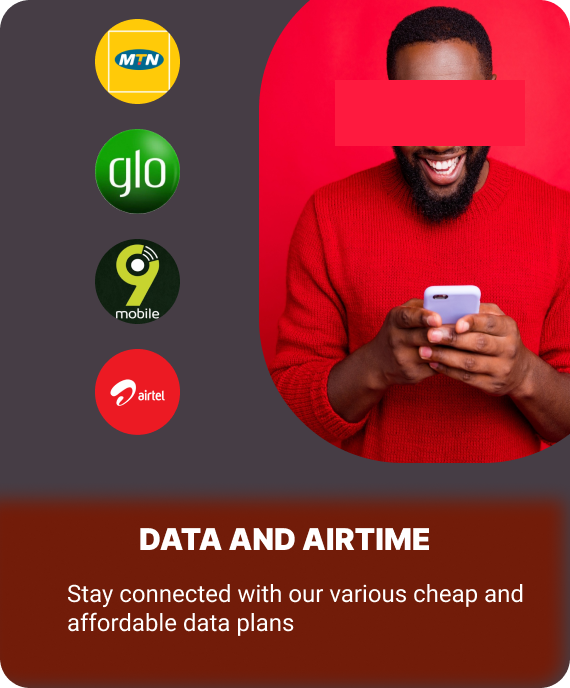 MTN
glo
9
mobile
airtel
DATA AND AIRTIME
Stay connected with our various cheap and
affordable data plans